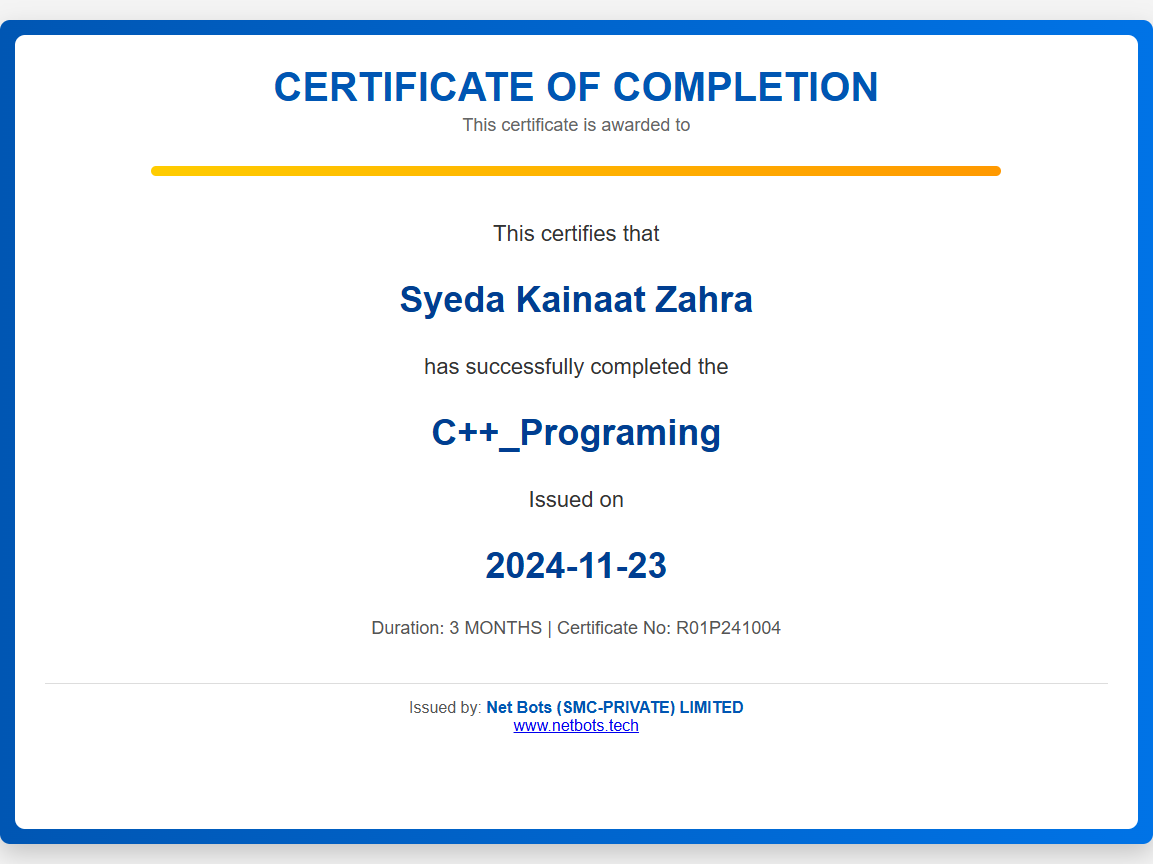 CERTIFICATE OF COMPLETION
This certificate is awarded to
This certifies that
Syeda Kainaat Zahra
has successfully completed the
C++_Programing
Issued on
2024-11-23
Duration: 3 MONTHS | Certificate No: R01P241004
Issued by: Net Bots (SMC-PRIVATE) LIMITED
www.netbots.tech